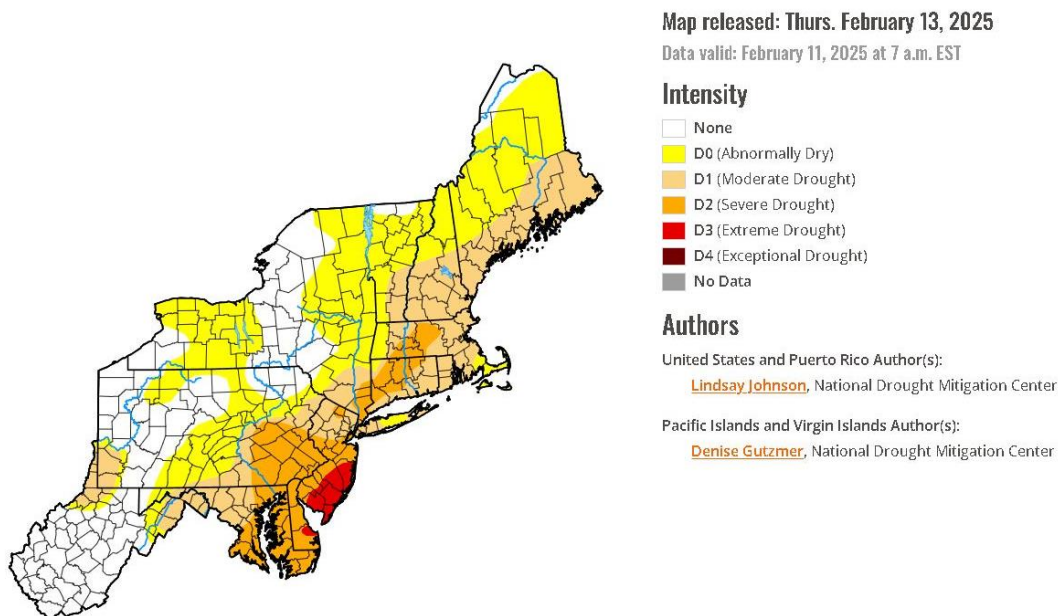 Map released: Thurs. February 13, 2025
Data valid: February 11, 2025 at 7 a.m. EST
Intensity
None
D0 (Abnormally Dry)
D1 (Moderate Drought)
D2 (Severe Drought)
D3 (Extreme Drought)
D4 (Exceptional Drought)
No Data
Authors
United States and Puerto Rico Author(s):
Lindsay Johnson, National Drought Mitigation Center
Pacific Islands and Virgin Islands Author(s):
Denise Gutzmer, National Drought Mitigation Center